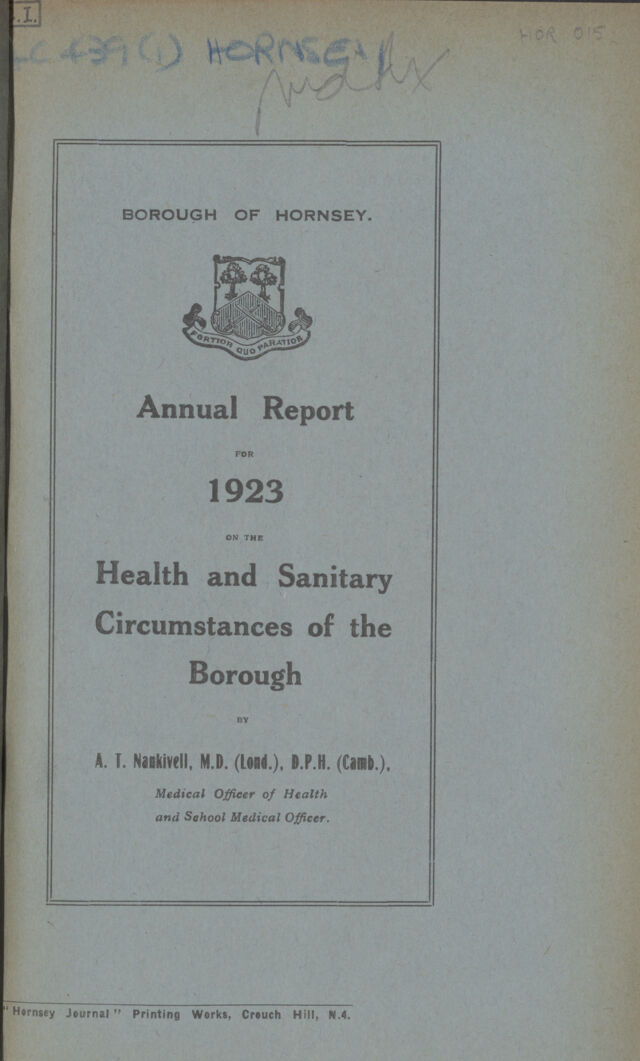 .I.]
C 439 (1) HORNSEY
HOR 015
BOROUGH OF HORNSEY.
FORTIOR QUO PARATIOR
Annual Report
FOR
1923
ON THE
Health and Sanitary
Circumstances of the
Borough
BY
A. T. Nankivell, M.D. (Lond.), D.P.H. (Camb.),
Medical Officer of Health
and School Medical Officer.
"Hornsey Journal" Printing Works, Crouch Hill, N.4.